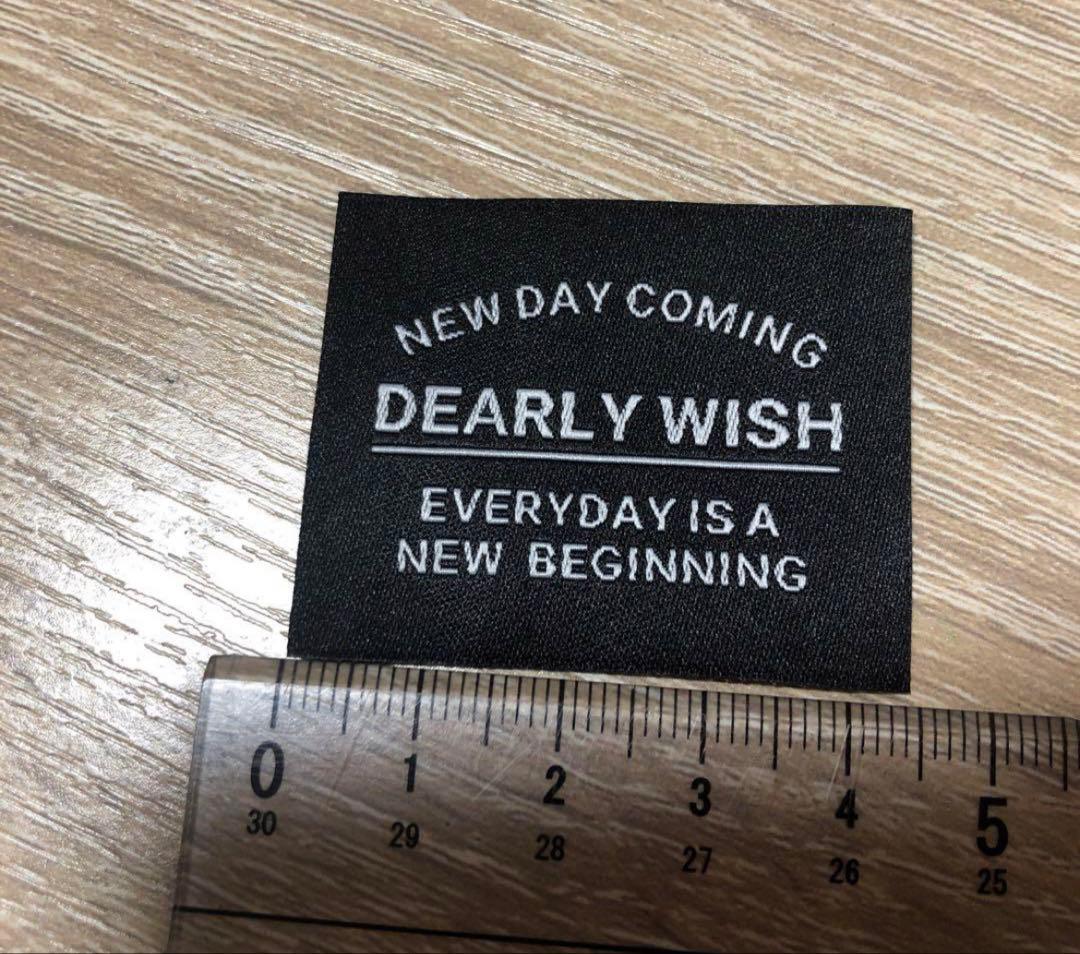 NEW DAY COMING
DEARLY WISH
EVERYDAY IS A
NEW BEGINNING
0 1 2 3 4 5
30 29 28 27 26 25